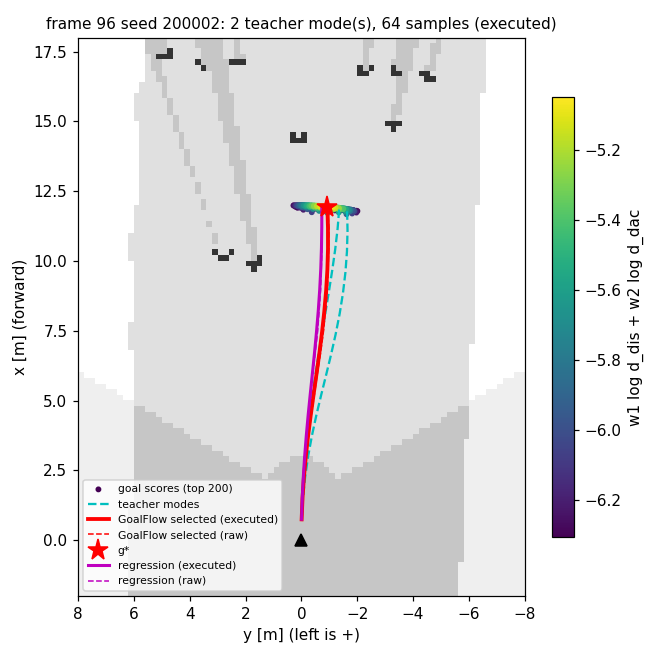 frame 96 seed 200002: 2 teacher mode(s), 64 samples (executed)
17.5
15.0
12.5
10.0
7.5
5.0
2.5
0.0
x [m] (forward)
goal scores (top 200)
teacher modes
GoalFlow selected (executed)
GoalFlow selected (raw)
g*
regression (executed)
regression (raw)
8
6
4
2
0
−2
−4
−6
−8
y [m] (left is +)
−5.2
−5.4
−5.6
−5.8
−6.0
−6.2
w1 log d_dis + w2 log d_dac